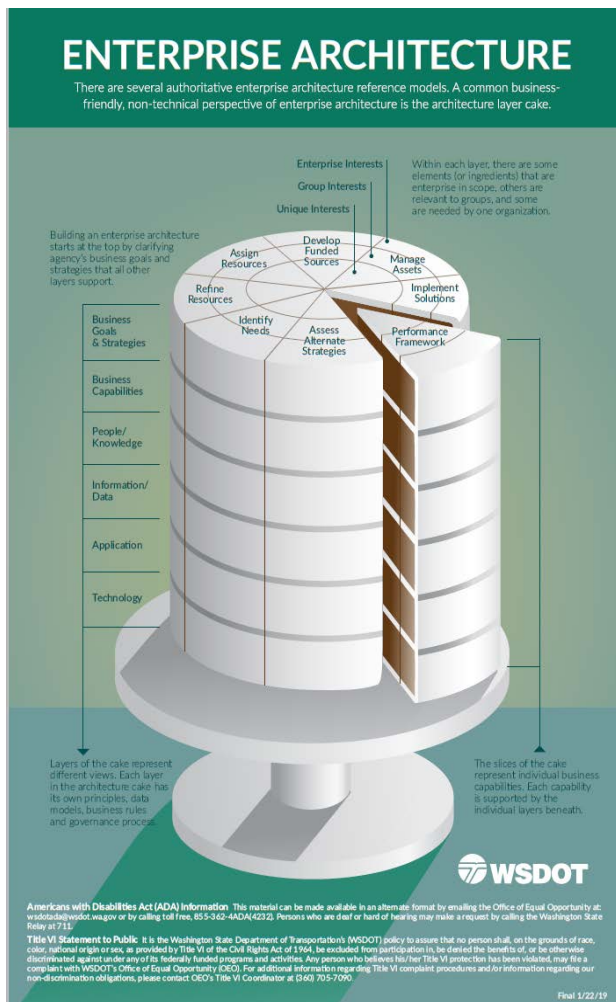 ENTERPRISE ARCHITECTURE
There are several authoritative enterprise architecture reference models. A common business-
friendly, non-technical perspective of enterprise architecture is the architecture layer cake.
Enterprise Interests
Group Interests
Unique Interests
Within each layer, there are some
elements (or ingredients) that are
enterprise in scope, others are
relevant to groups, and some
are needed by one organization.
Building an enterprise architecture
starts at the top by clarifying
agency's business goals and
strategies that all other
layers support.
Develop
Funded
Sources
Assign
Resources
Manage
Assets
Refine
Resources
Implement
Solutions
Identify
Needs
Assess
Alternate
Strategies
Performance
Framework
Business
Goals
& Strategies
Business
Capabilities
People/
Knowledge
Information/
Data
Application
Technology
Layers of the cake represent
different views. Each layer
in the architecture cake has
its own principles, data
models, business rules
and governance process.
The slices of the cake
represent individual business
capabilities. Each capability
is supported by the
individual layers beneath.
WSDOT
Americans with Disabilities Act (ADA) Information This material can be made available in an alternate format by emailing the Office of Equal Opportunity at:
wsdotada@wsdot.wa.gov or by calling toll free, 855-362-4ADA(4232). Persons who are deaf or hard of hearing may make a request by calling the Washington State
Relay at 711.
Title VI Statement to Public It is the Washington State Department of Transportation's (WSDOT) policy to assure that no person shall, on the grounds of race,
color, national origin or sex, as provided by Title VI of the Civil Rights Act of 1964, be excluded from participation in, be denied the benefits of, or be otherwise
discriminated against under any of its federally funded programs and activities. Any person who believes his/her Title VI protection has been violated, may file a
complaint with WSDOT's Office of Equal Opportunity (OEO). For additional information regarding Title VI complaint procedures and/or information regarding our
non-discrimination obligations, please contact OEO's Title VI Coordinator at (360) 705-7090.
Final 1/22/19